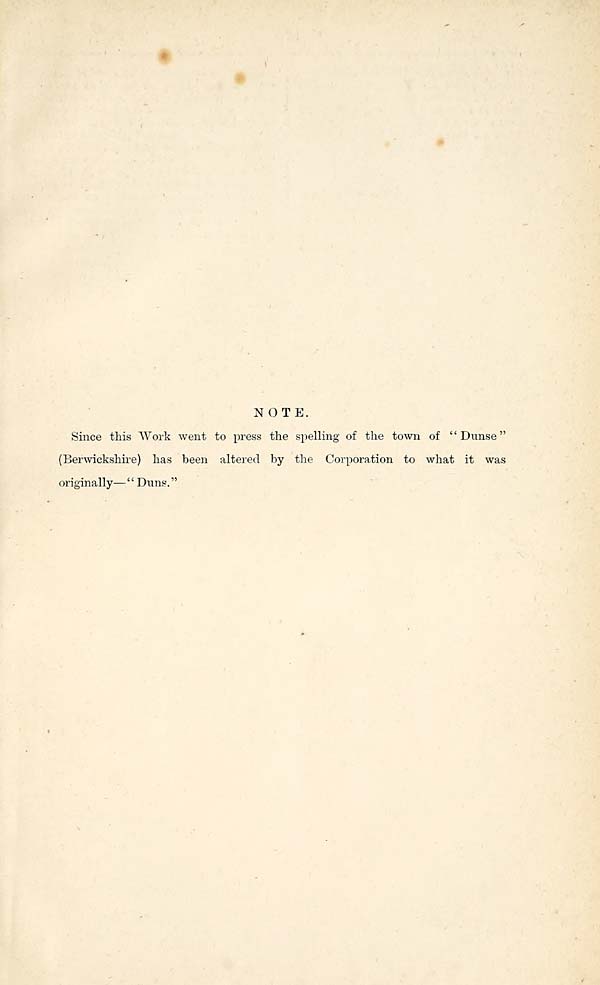 NOTE.
Since this Work went to press the spelling of the town of "Dunse"
(Berwickshire) has been altered by the Corporation to what it was
originally—"Duns."